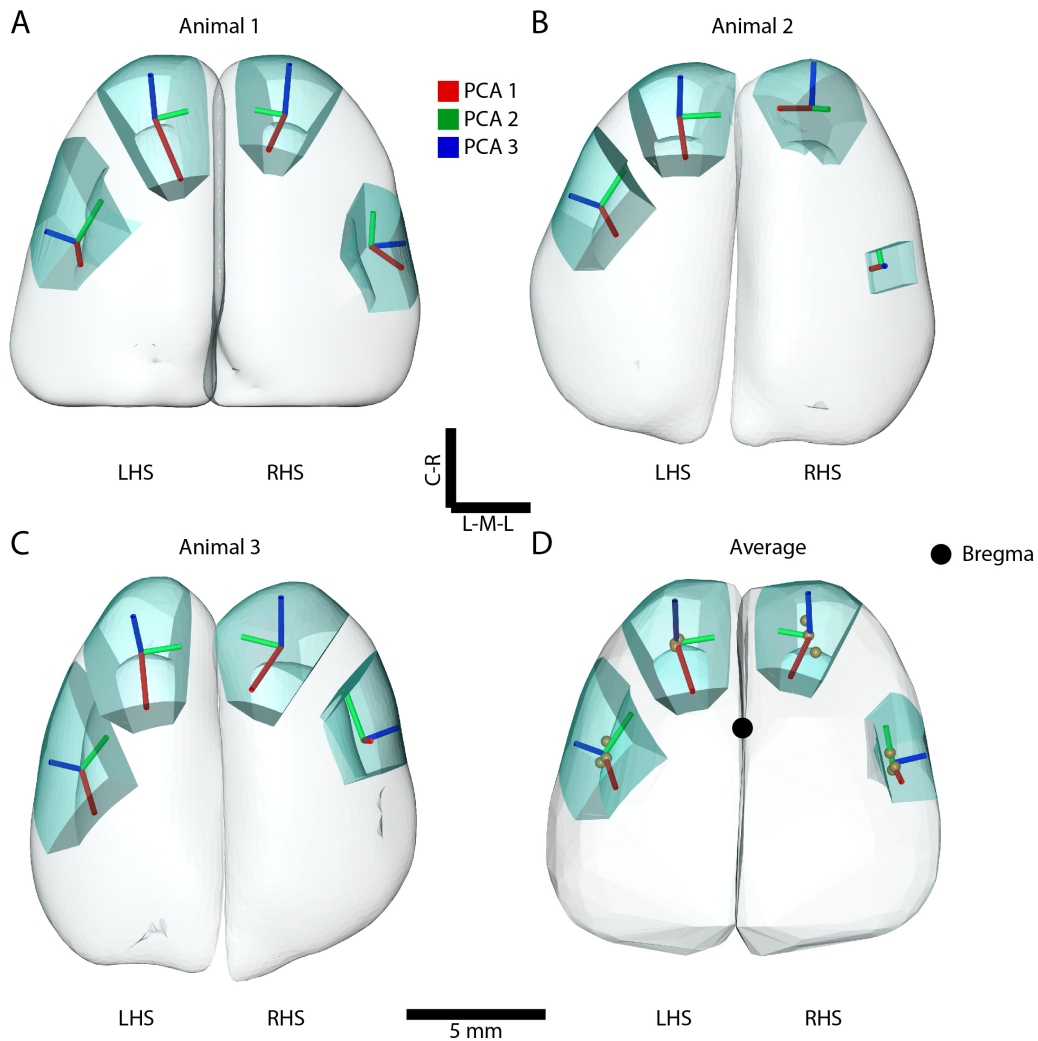 A
Animal 1
B
Animal 2
PCA 1
PCA 2
PCA 3
LHS
RHS
C-R
L-M-L
LHS
RHS
C
Animal 3
D
Average
Bregma
LHS
RHS
5 mm
LHS
RHS